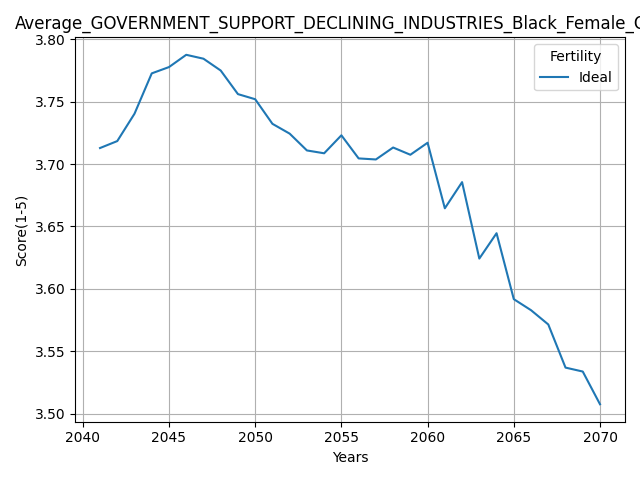 Average_GOVERNMENT_SUPPORT_DECLINING_INDUSTRIES_Black_Female_
Fertility
Ideal
Score(1-5)
3.80
3.75
3.70
3.65
3.60
3.55
3.50
2040 2045 2050 2055 2060 2065 2070
Years